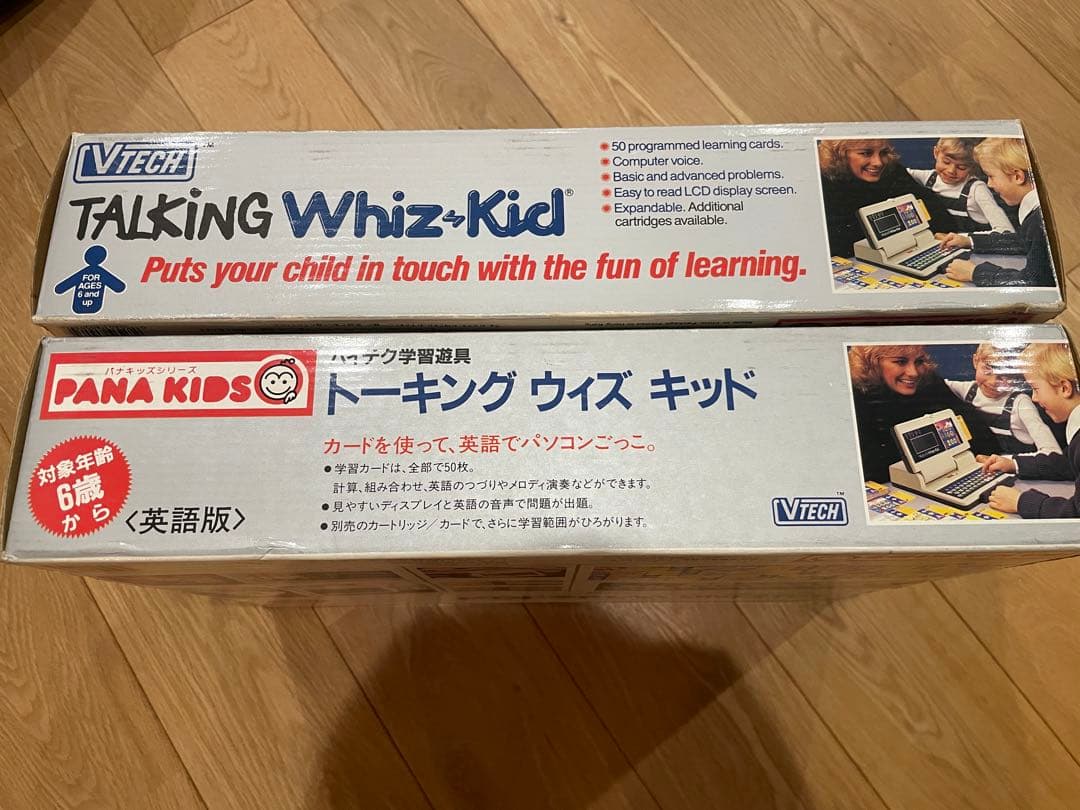 VTECH™
TALKING Whiz-Kid®
FOR
AGES
6 and
up
Puts your child in touch with the fun of learning.
50 programmed learning cards.
Computer voice.
Basic and advanced problems.
Easy to read LCD display screen.
Expandable. Additional
cartridges available.
パナキッズシリーズ
PANA KIDS
対象年齢
6歳
から
〈英語版〉
ハイテク学習遊具
トーキング ウィズ キッド
カードを使って、英語でパソコンごっこ。
●学習カードは、全部で50枚。
計算、組み合わせ、英語のつづりやメロディ演奏などができます。
●見やすいディスプレイと英語の音声で問題が出題。
●別売のカートリッジ／カードで、さらに学習範囲がひろがります。
VTECH™